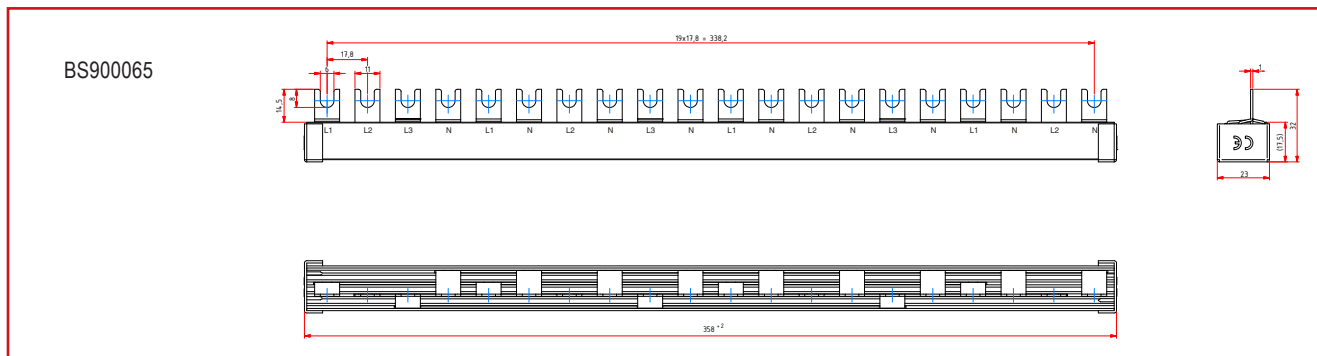 BS900065
19x17,8 = 338,2
17,8
6
11
14,5
8
L1 L2 L3 N L1 N L2 N L3 N L1 N L2 N L3 N L1 N L2 N
1
32
(17,5)
CE
23
358 +2